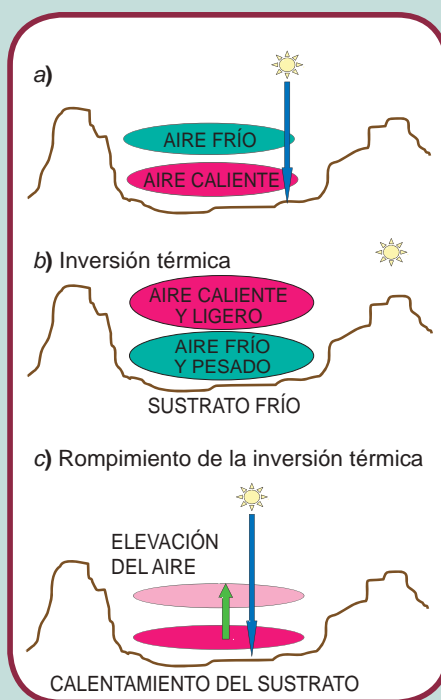 a)
AIRE FRÍO
AIRE CALIENTE
b) Inversión térmica
AIRE CALIENTE
Y LIGERO
AIRE FRÍO
Y PESADO
SUSTRATO FRÍO
c) Rompimiento de la inversión térmica
ELEVACIÓN
DEL AIRE
CALENTAMIENTO DEL SUSTRATO